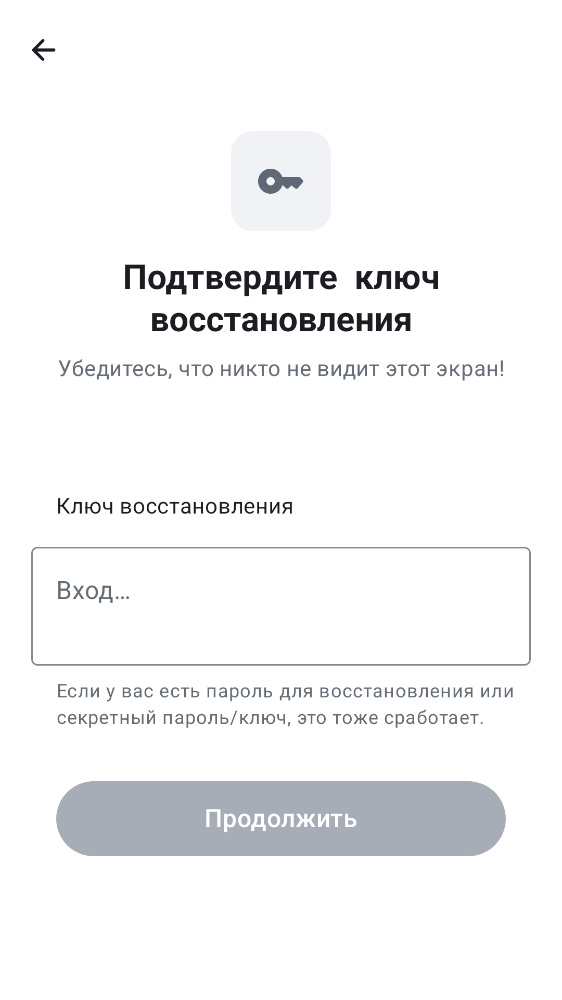 Подтвердите ключ
восстановления
Убедитесь, что никто не видит этот экран!
Ключ восстановления
Вход…
Если у вас есть пароль для восстановления или
секретный пароль/ключ, это тоже сработает.
Продолжить